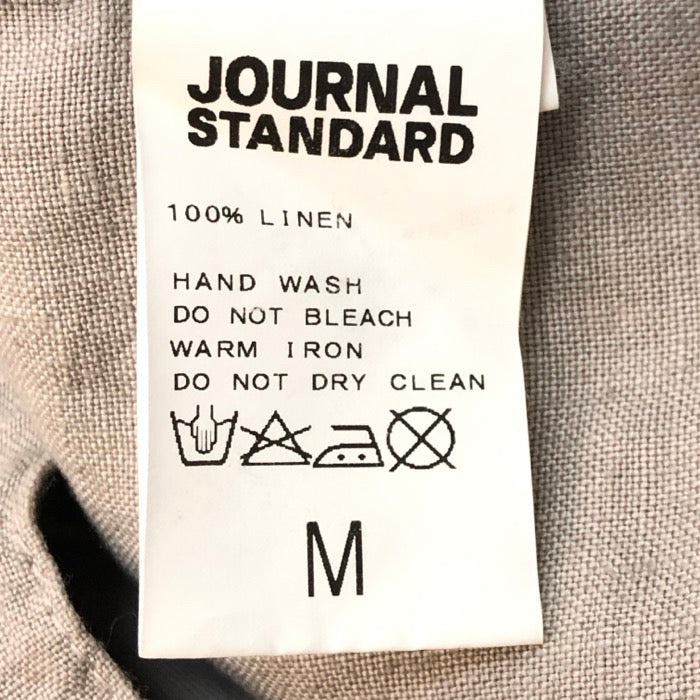 JOURNAL
STANDARD
100% LINEN
HAND WASH
DO NOT BLEACH
WARM IRON
DO NOT DRY CLEAN
M